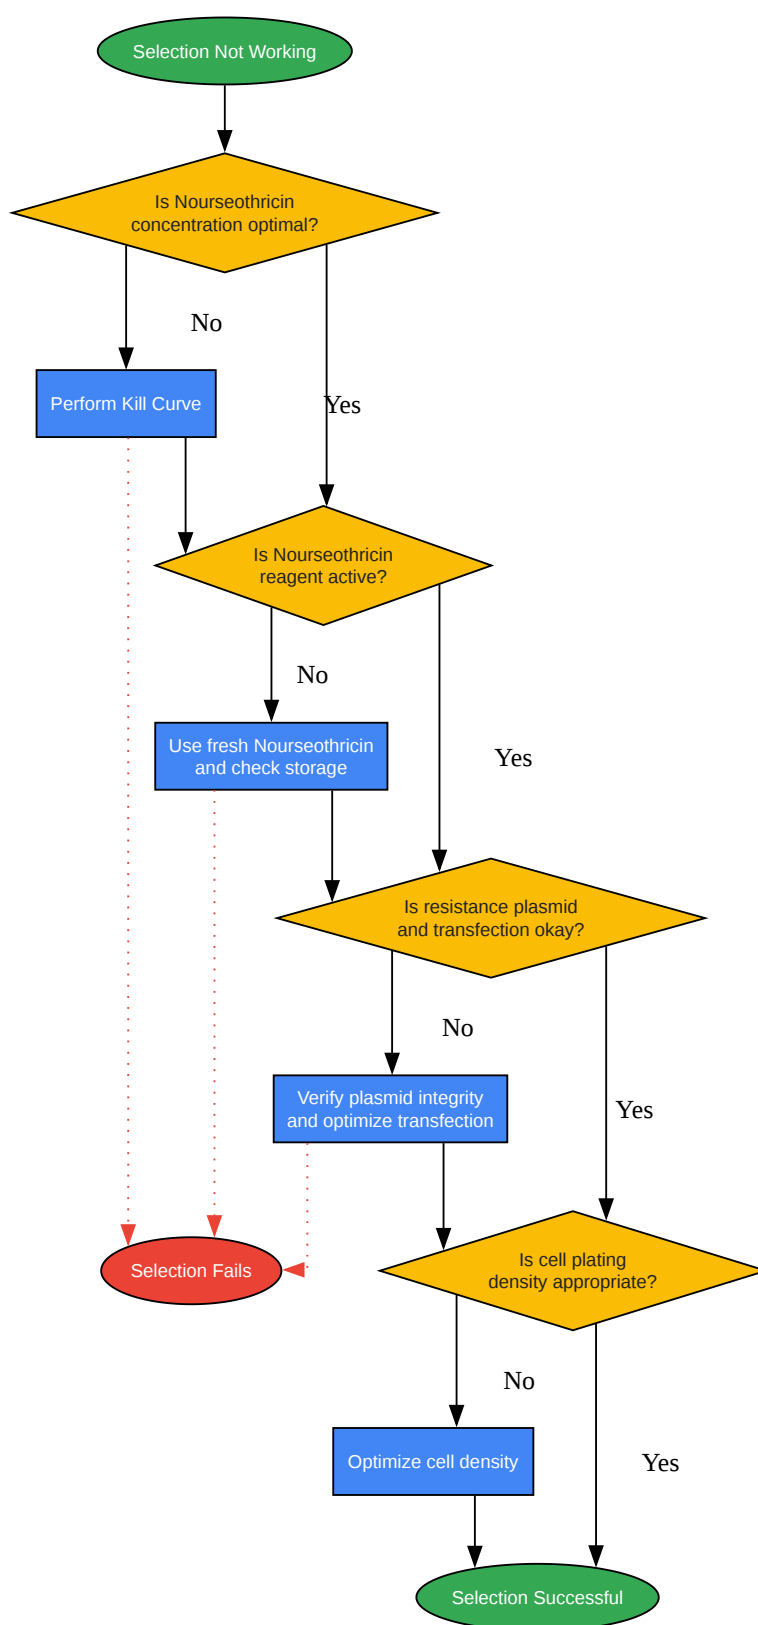 Selection Not Working
Is Nourseothricin
concentration optimal?
No
Perform Kill Curve
Yes
Is Nourseothricin
reagent active?
No
Use fresh Nourseothricin
and check storage
Yes
Is resistance plasmid
and transfection okay?
No
Verify plasmid integrity
and optimize transfection
Yes
Selection Fails
Is cell plating
density appropriate?
No
Optimize cell density
Yes
Selection Successful